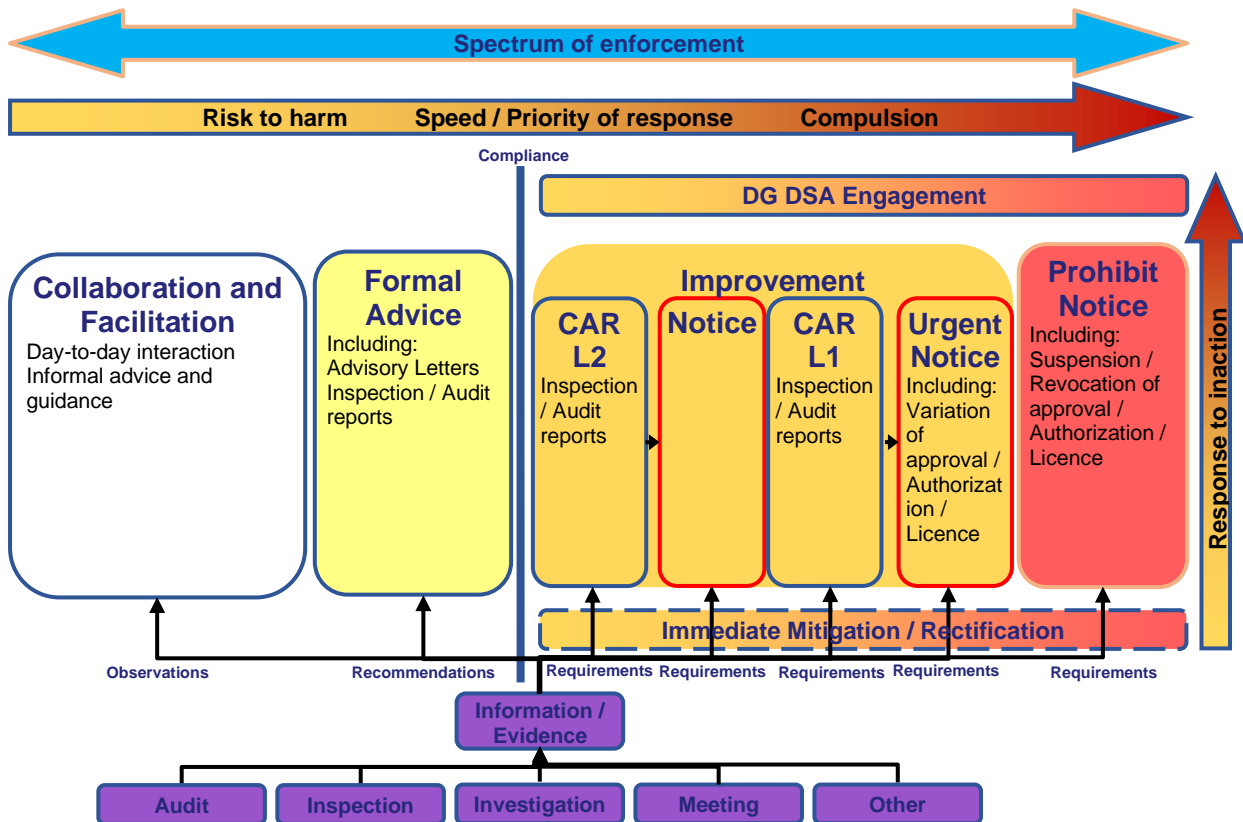 Spectrum of enforcement
Risk to harm Speed / Priority of response Compulsion
Compliance
DG DSA Engagement
Collaboration and
Facilitation
Day-to-day interaction
Informal advice and
guidance
Formal
Advice
Including:
Advisory Letters
Inspection / Audit
reports
Improvement
CAR
L2
Inspection
/ Audit
reports
Notice
CAR
L1
Inspection
/ Audit
reports
Urgent
Notice
Including:
Variation
of
approval /
Authorizat
ion /
Licence
Prohibit
Notice
Including:
Suspension /
Revocation of
approval /
Authorization /
Licence
Response to inaction
Immediate Mitigation / Rectification
Observations
Recommendations
Requirements
Requirements
Requirements
Requirements
Requirements
Information /
Evidence
Audit
Inspection
Investigation
Meeting
Other